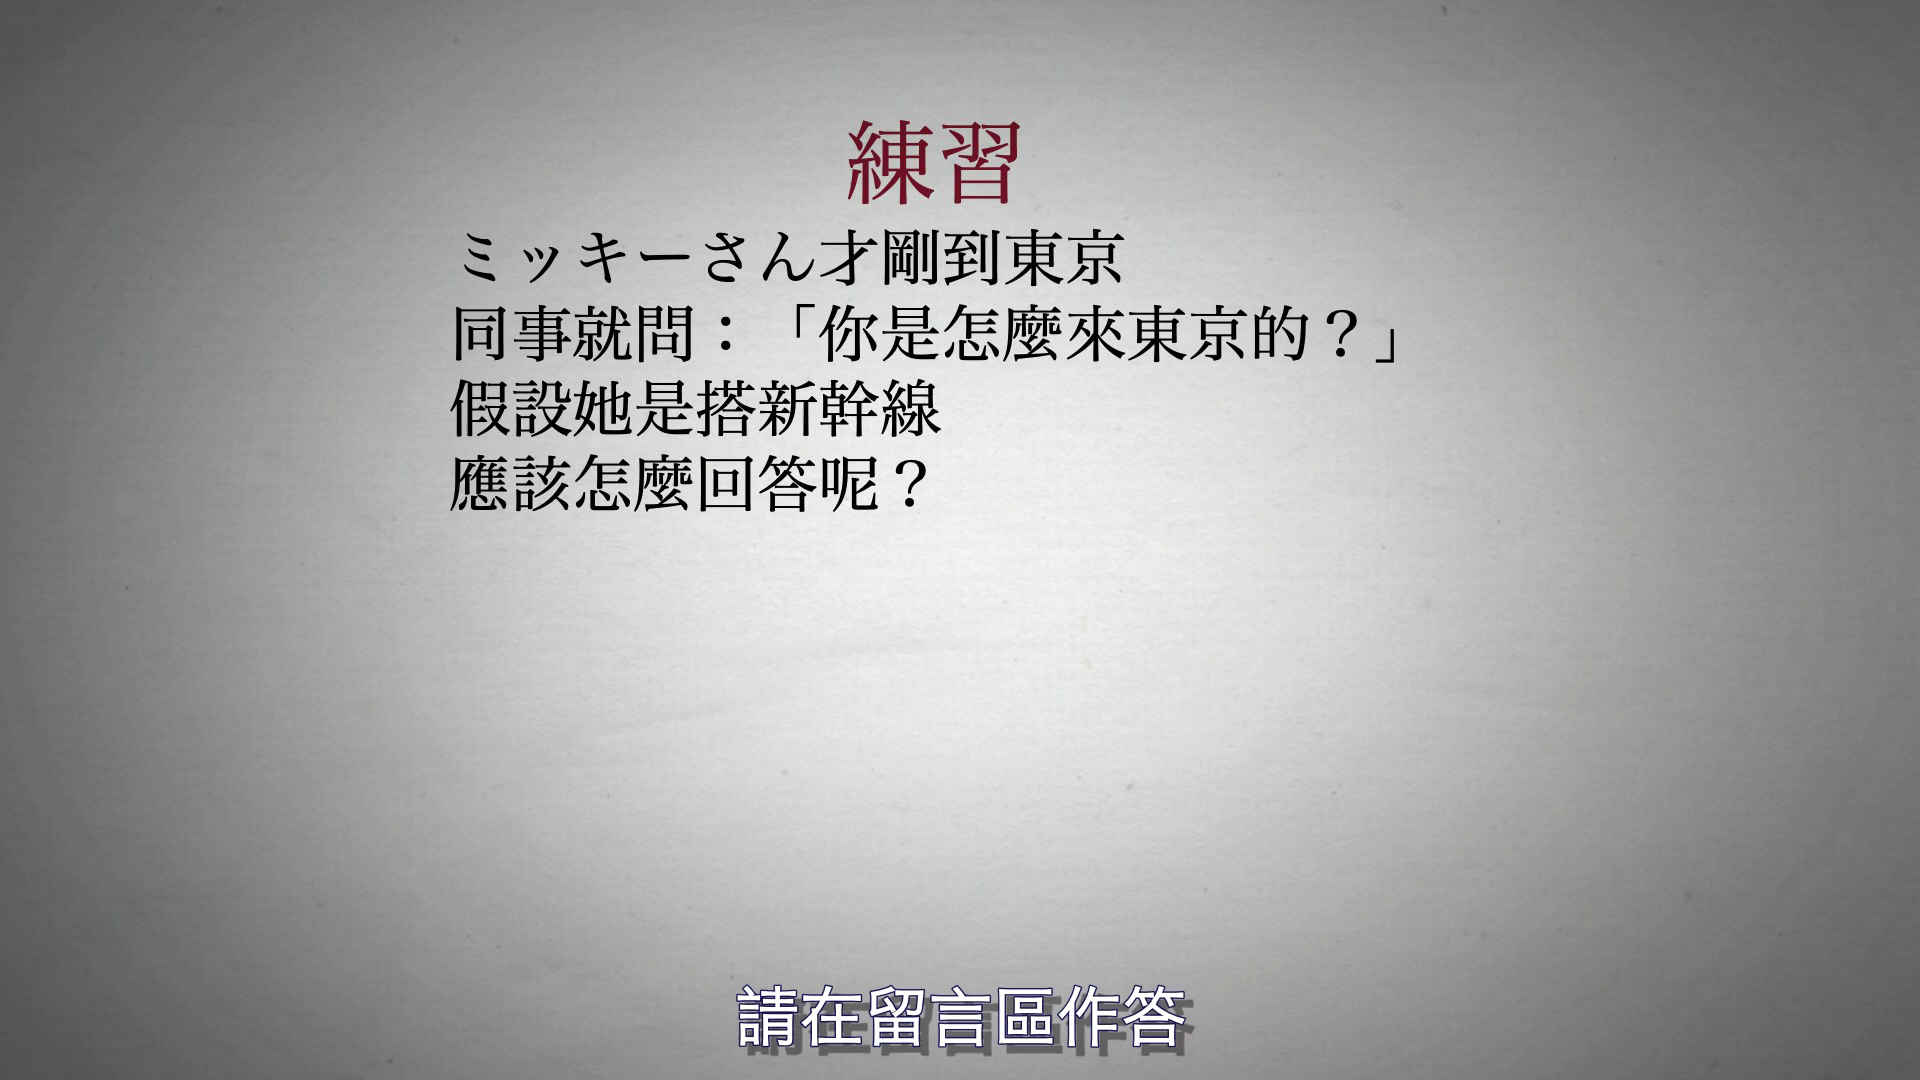 練習
ミッキーさん才剛到東京
同事就問：「你是怎麼來東京的？」
假設她是搭新幹線
應該怎麼回答呢？
請在留言區作答